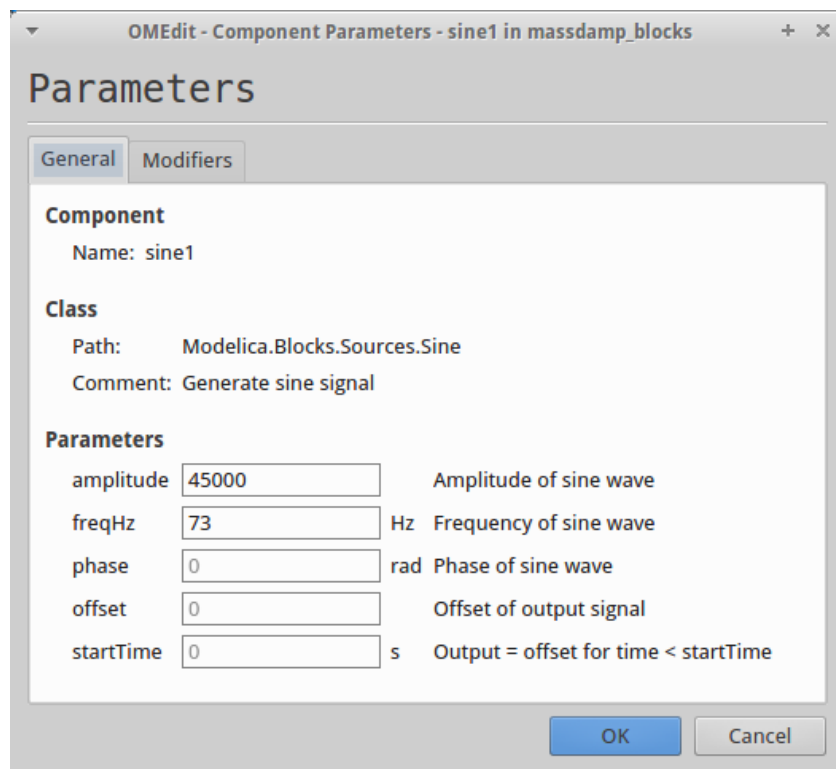 OMEdit - Component Parameters - sine1 in massdamp_blocks
Parameters
General Modifiers
Component
Name: sine1
Class
Path: Modelica.Blocks.Sources.Sine
Comment: Generate sine signal
Parameters
amplitude 45000 Amplitude of sine wave
freqHz 73 Hz Frequency of sine wave
phase 0 rad Phase of sine wave
offset 0 Offset of output signal
startTime 0 s Output = offset for time < startTime
OK Cancel